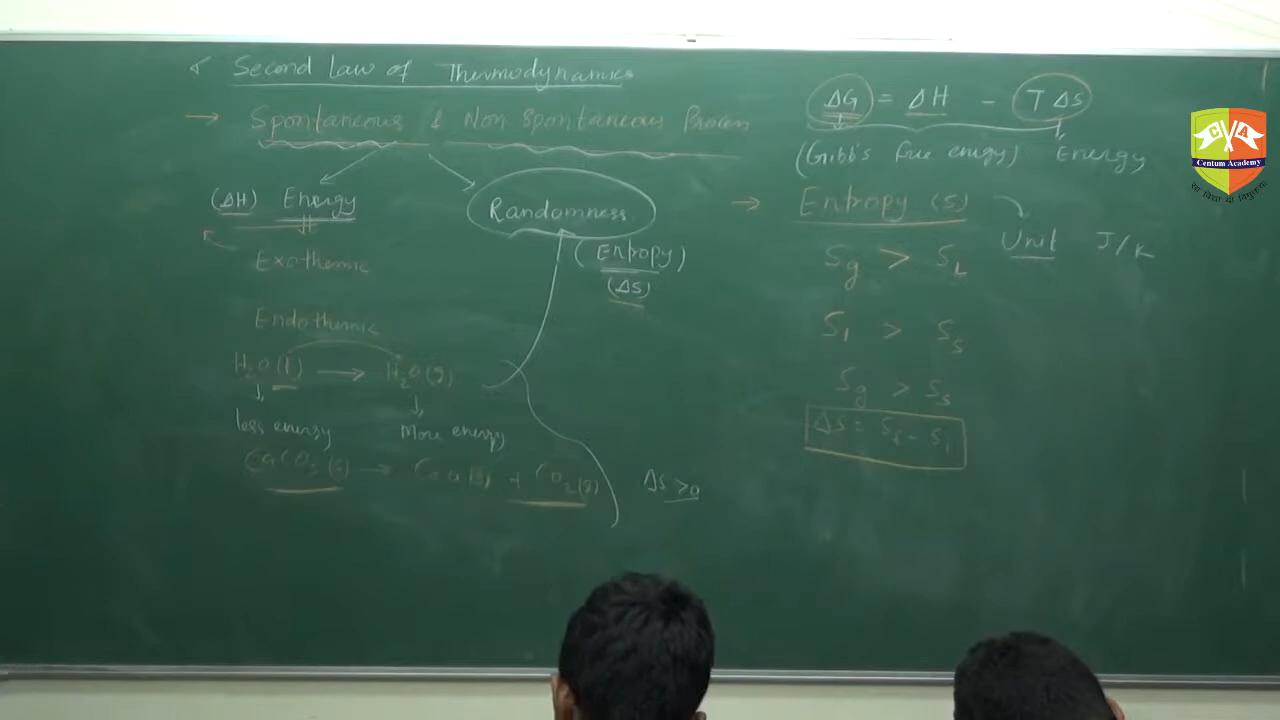 Second Law of Thermodynamics
→ Spontaneous & Non spontaneous Process
(ΔH) Energy
Randomness
(Entropy)
(ΔS)
Exothermic
Endothermic
H₂O(l) → H₂O(g)
less energy
More energy
CaCO₃(s) → CaO(s) + CO₂(g)
ΔS >0
ΔG = ΔH - TΔS
(Gibb's free energy) Energy
→ Entropy (S)
Unit J/K
Sg > SL
Sl > Ss
Sg > Ss
ΔS = Sf - Si
C A
Centum Academy